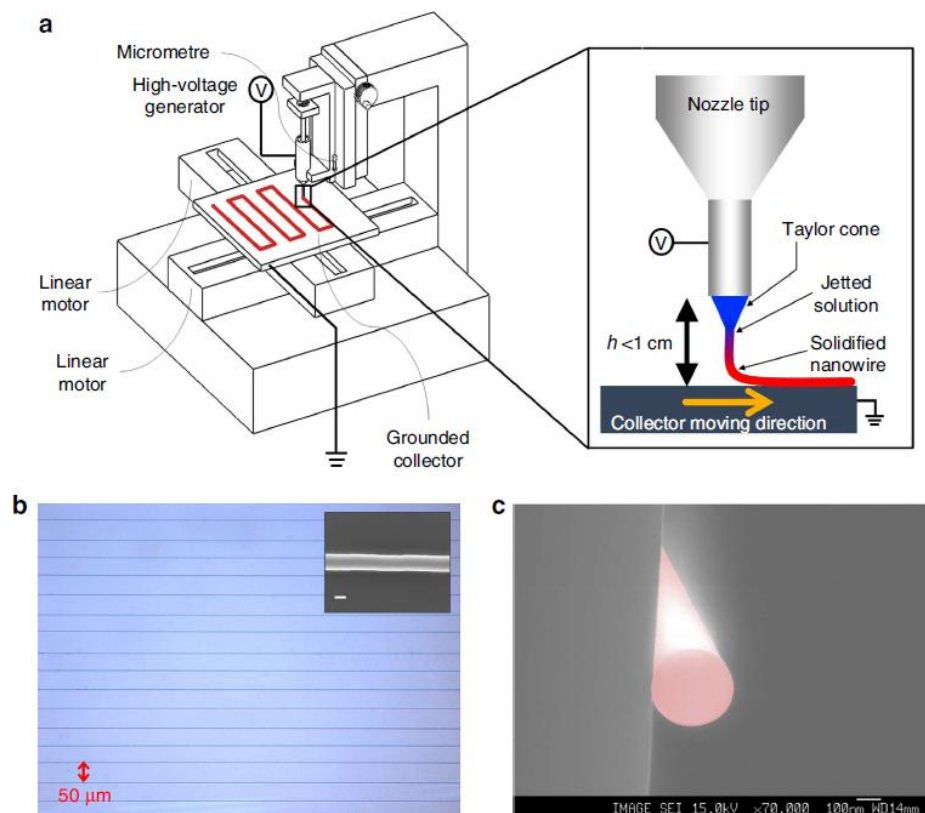 a
Micrometre
High-voltage
generator
V
Linear
motor
Linear
motor
Grounded
collector
Nozzle tip
V
Taylor cone
Jetted
solution
h <1 cm
Solidified
nanowire
Collector moving direction
b
50 μm
c
IMAGE SEI 15.0kV ×70,000 100nm WD14mm